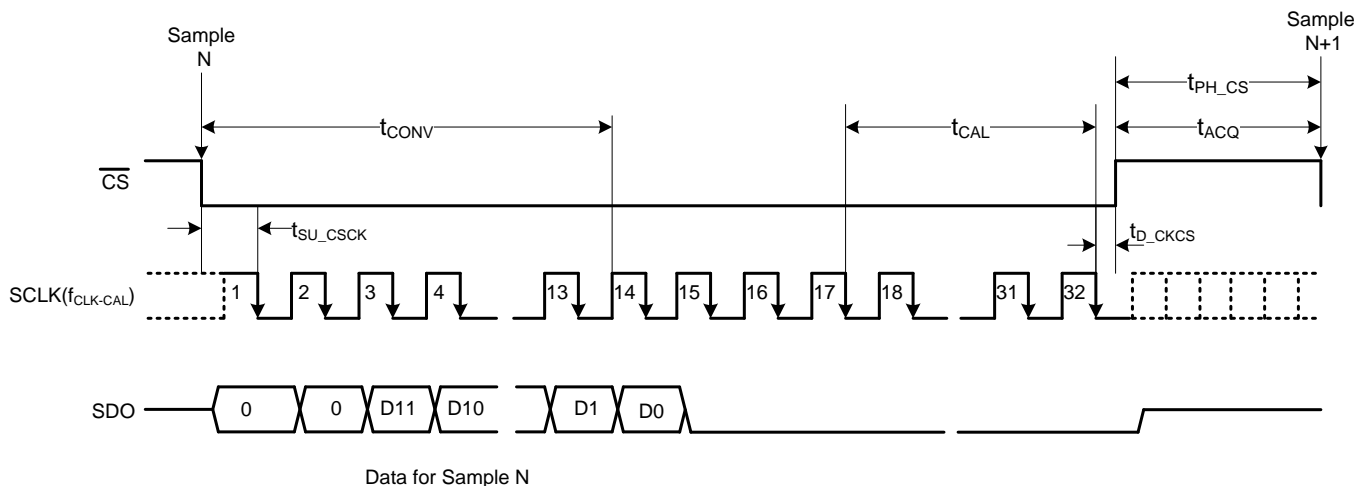 Sample
N
Sample
N+1
tPH_CS
tCONV
tCAL
tACQ
CS
tSU_CSCK
tD_CKCS
SCLK(fCLK-CAL)
1 2 3 4 13 14 15 16 17 18 31 32
SDO
0 0 D11 D10 D1 D0
Data for Sample N